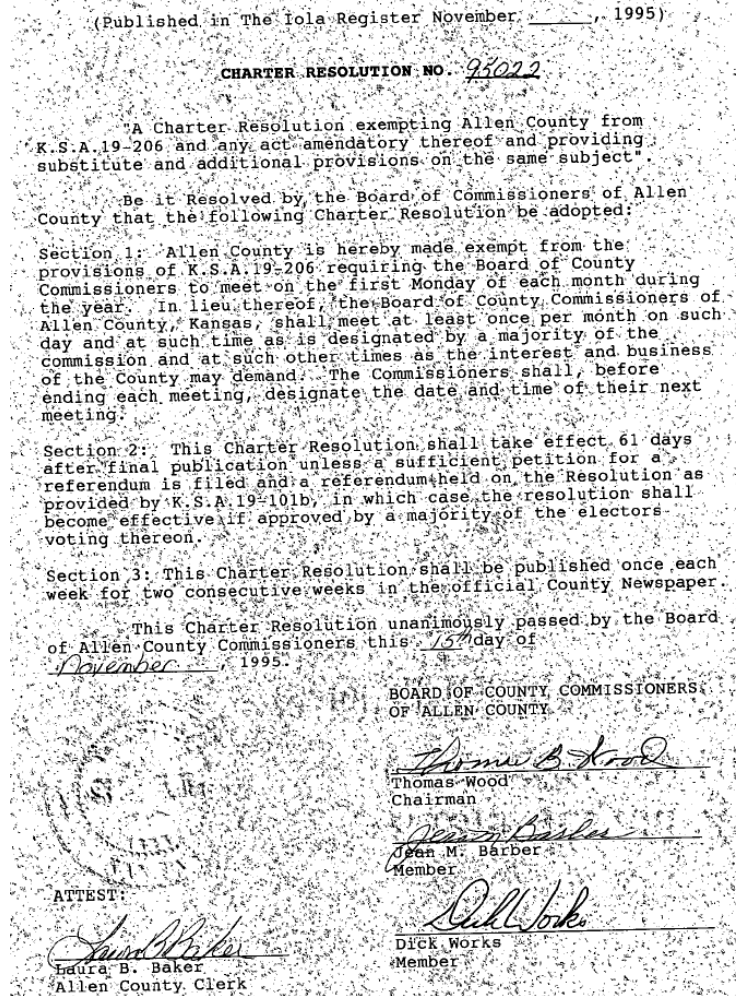 (Published in The Iola Register November ______, 1995)
CHARTER RESOLUTION NO. 95022
"A Charter Resolution exempting Allen County from
K.S.A.19-206 and any act amendatory thereof and providing
substitute and additional provisions on the same subject".
Be it Resolved by the Board of Commissioners of Allen
County that the following Charter Resolution be adopted:
Section 1: Allen County is hereby made exempt from the
provisions of K.S.A.19-206 requiring the Board of County
Commissioners to meet on the first Monday of each month during
the year. In lieu thereof, the Board of County Commissioners of
Allen County, Kansas, shall meet at least once per month on such
day and at such time as is designated by a majority of the
commission and at such other times as the interest and business
of the County may demand. The Commissioners shall, before
ending each meeting, designate the date and time of their next
meeting.
Section 2: This Charter Resolution shall take effect 61 days
after final publication unless a sufficient petition for a
referendum is filed and a referendum held on the Resolution as
provided by K.S.A.19-101b, in which case the resolution shall
become effective if approved by a majority of the electors
voting thereon.
Section 3: This Charter Resolution shall be published once each
week for two consecutive weeks in the official County Newspaper.
This Charter Resolution unanimously passed by the Board
of Allen County Commissioners this 15th day of
November, 1995.
BOARD OF COUNTY COMMISSIONERS
OF ALLEN COUNTY
Thomas B. Wood
Thomas Wood
Chairman
Jean M Barber
Jean M. Barber
Member
ATTEST:
Dick Works
Dick Works
Member
Laura B. Baker
Laura B. Baker
Allen County Clerk